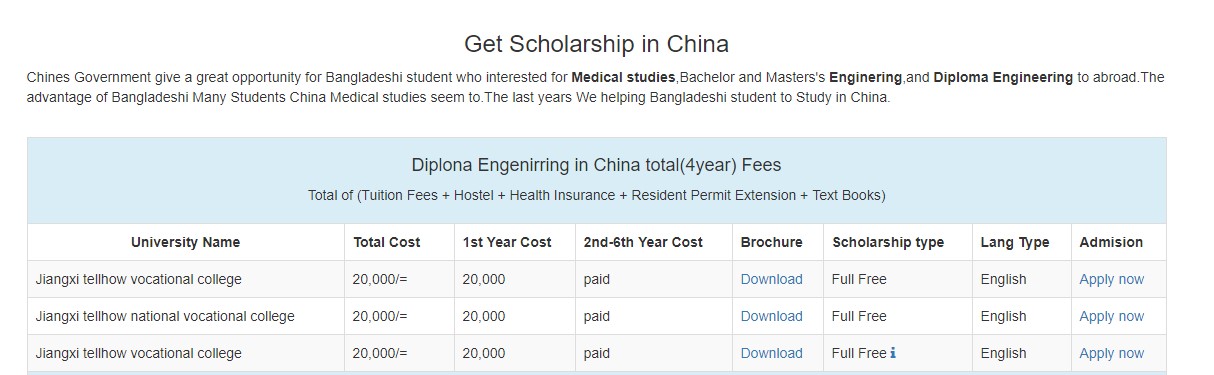 Get Scholarship in China
Chines Government give a great opportunity for Bangladeshi student who interested for Medical studies,Bachelor and Masters's Enginering,and Diploma Engineering to abroad.The
advantage of Bangladeshi Many Students China Medical studies seem to.The last years We helping Bangladeshi student to Study in China.
Diplona Engenirring in China total(4year) Fees
Total of (Tuition Fees + Hostel + Health Insurance + Resident Permit Extension + Text Books)
University Name Total Cost 1st Year Cost 2nd-6th Year Cost Brochure Scholarship type Lang Type Admision
Jiangxi tellhow vocational college 20,000/= 20,000 paid Download Full Free English Apply now
Jiangxi tellhow national vocational college 20,000/= 20,000 paid Download Full Free English Apply now
Jiangxi tellhow vocational college 20,000/= 20,000 paid Download Full Free i English Apply now